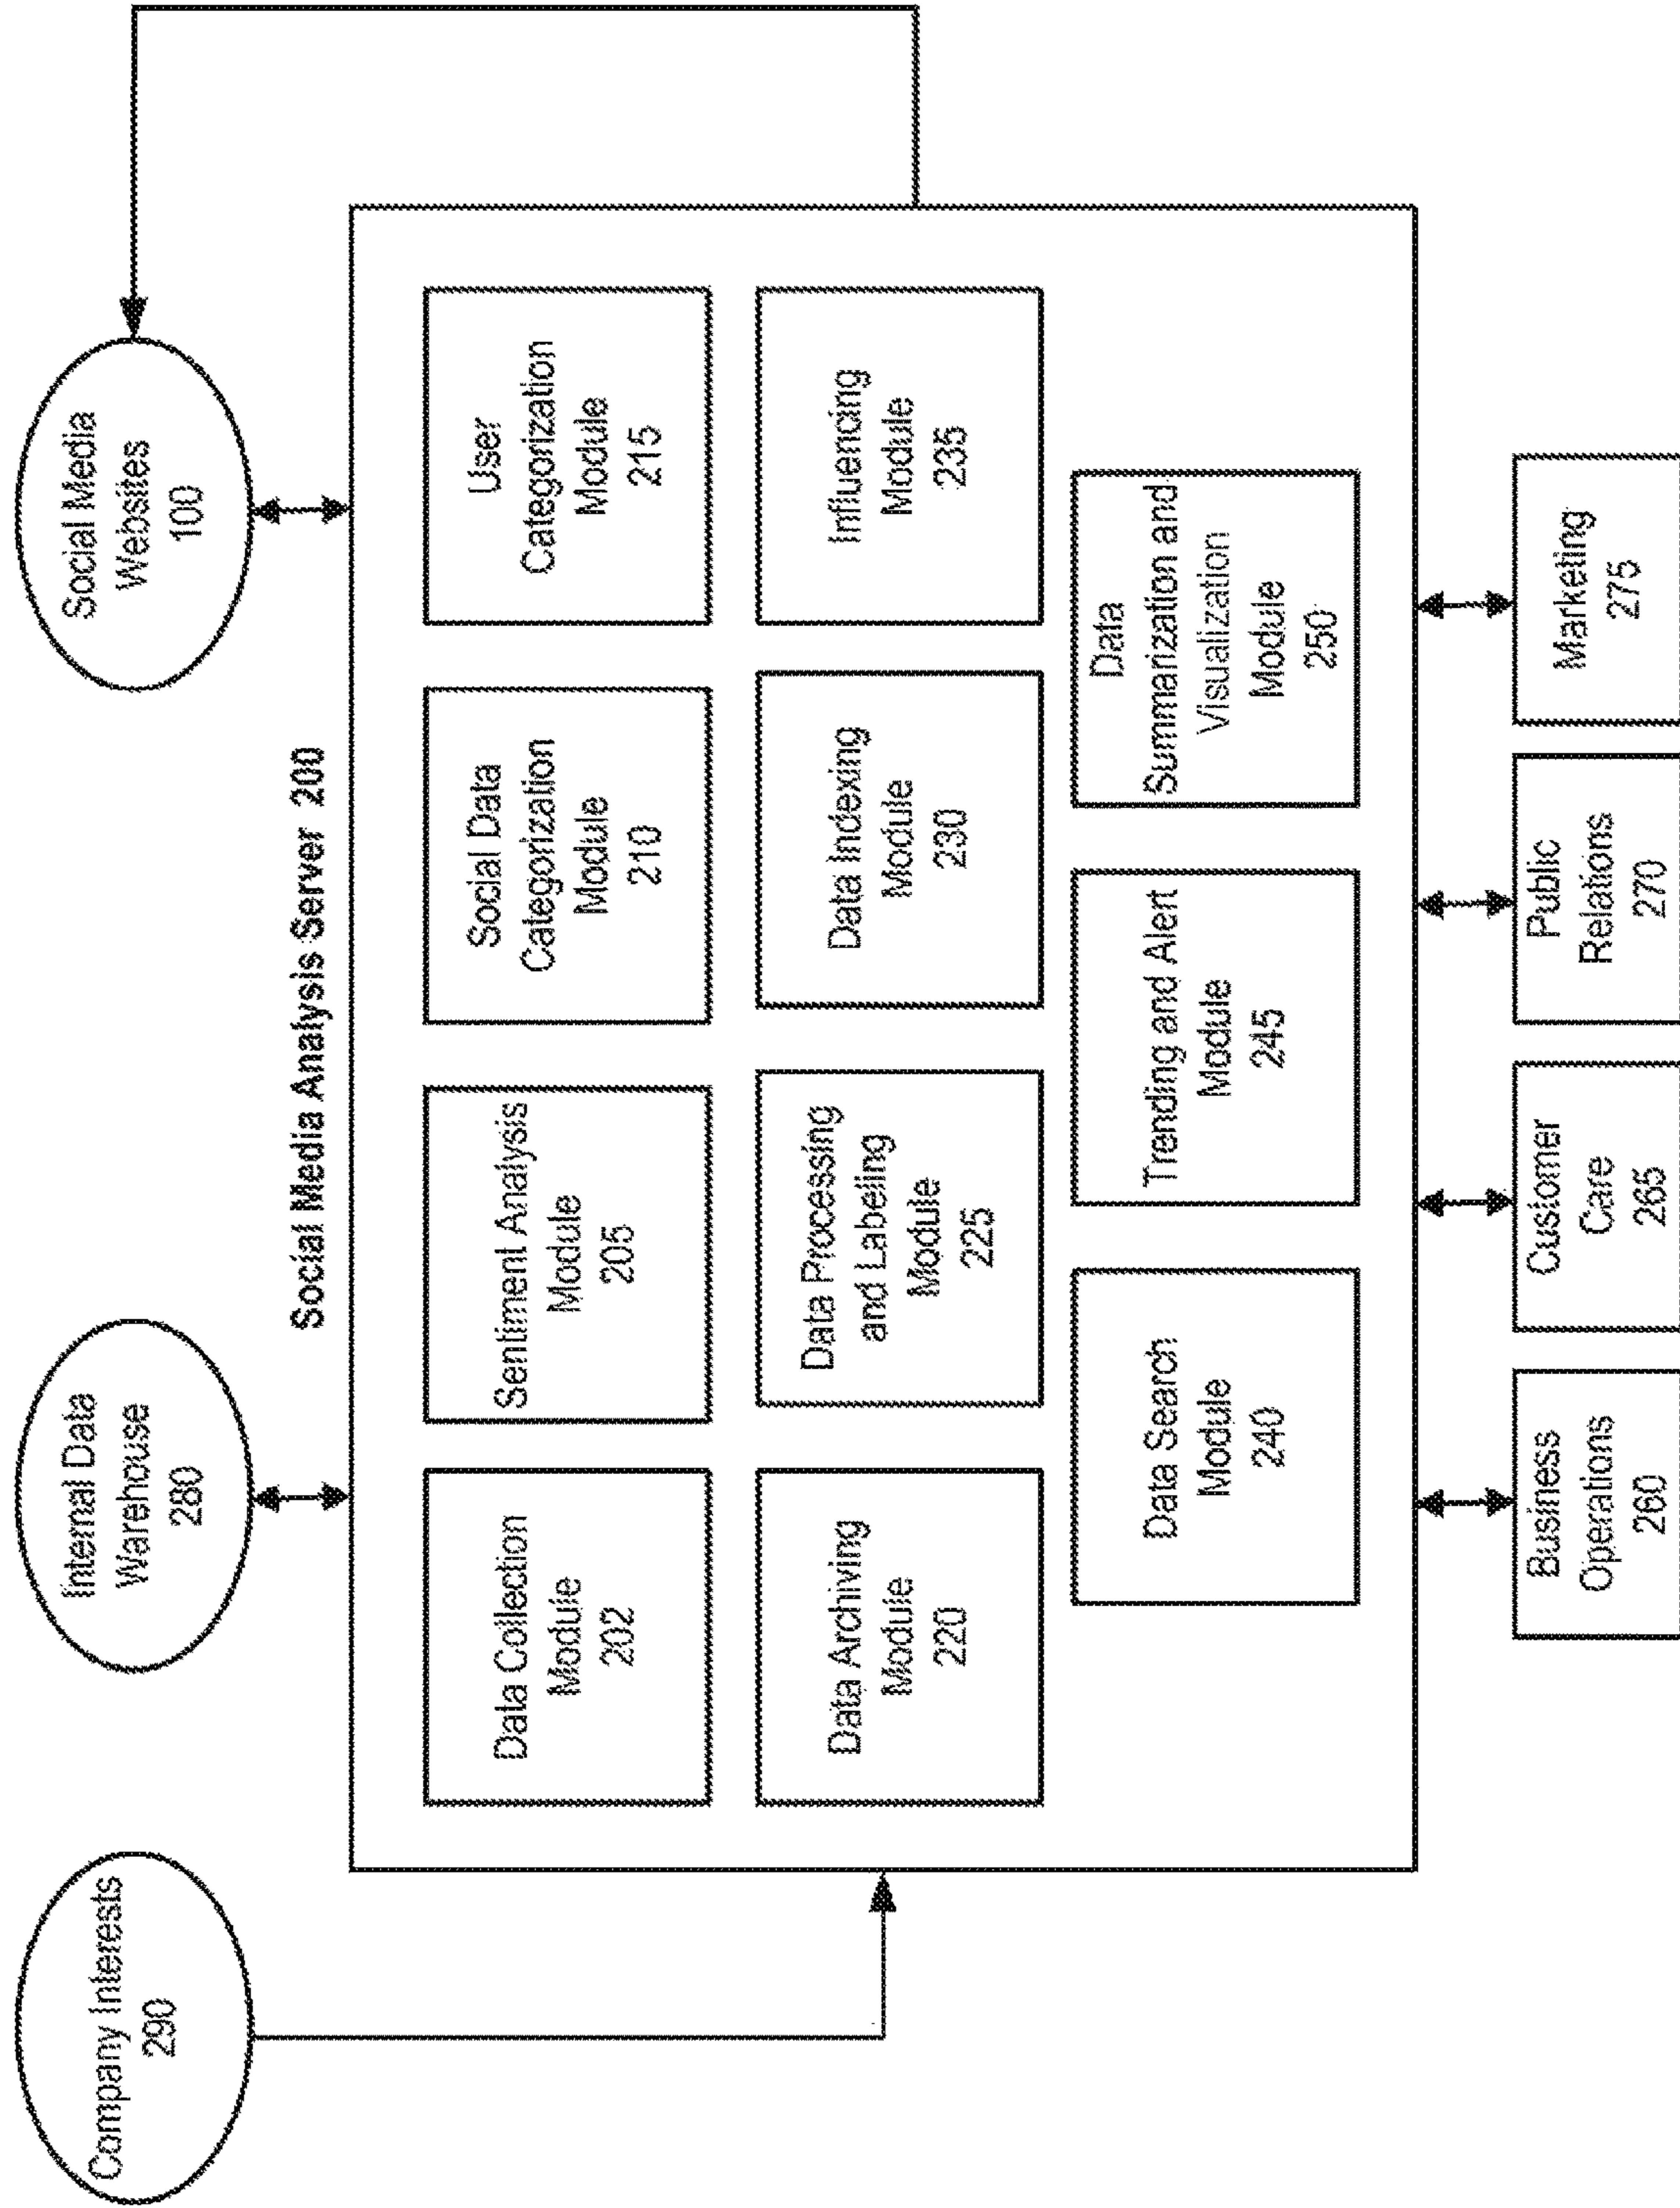 Company Interests
290
Internal Data
Warehouse
280
Social Media
Websites
100
Social Media Analysis Server 200
Data Collection
Module
202
Sentiment Analysis
Module
205
Social Data
Categorization
Module
210
User
Categorization
Module
215
Data Archiving
Module
220
Data Processing
and Labeling
Module
225
Data Indexing
Module
230
Influencing
Module
235
Data Search
Module
240
Trending and Alert
Module
245
Data
Summarization and
Visualization
Module
250
Business
Operations
260
Customer
Care
265
Public
Relations
270
Marketing
275